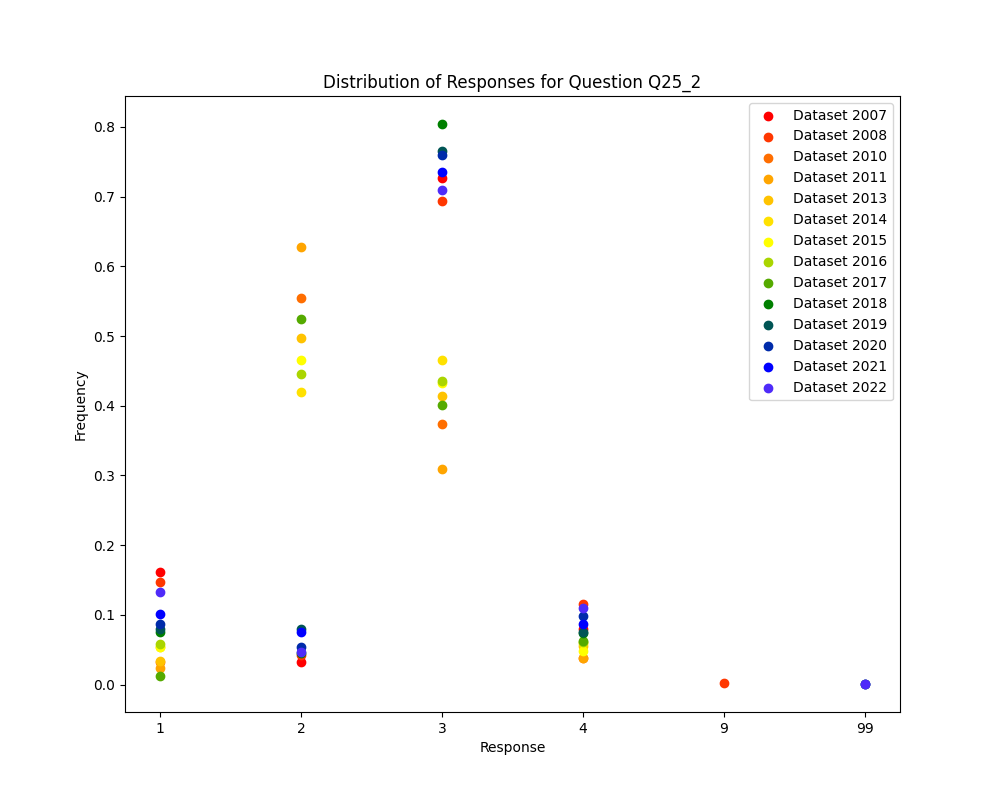 Distribution of Responses for Question Q25_2
Frequency
0.8
0.7
0.6
0.5
0.4
0.3
0.2
0.1
0.0
Dataset 2007
Dataset 2008
Dataset 2010
Dataset 2011
Dataset 2013
Dataset 2014
Dataset 2015
Dataset 2016
Dataset 2017
Dataset 2018
Dataset 2019
Dataset 2020
Dataset 2021
Dataset 2022
1 2 3 4 9 99
Response